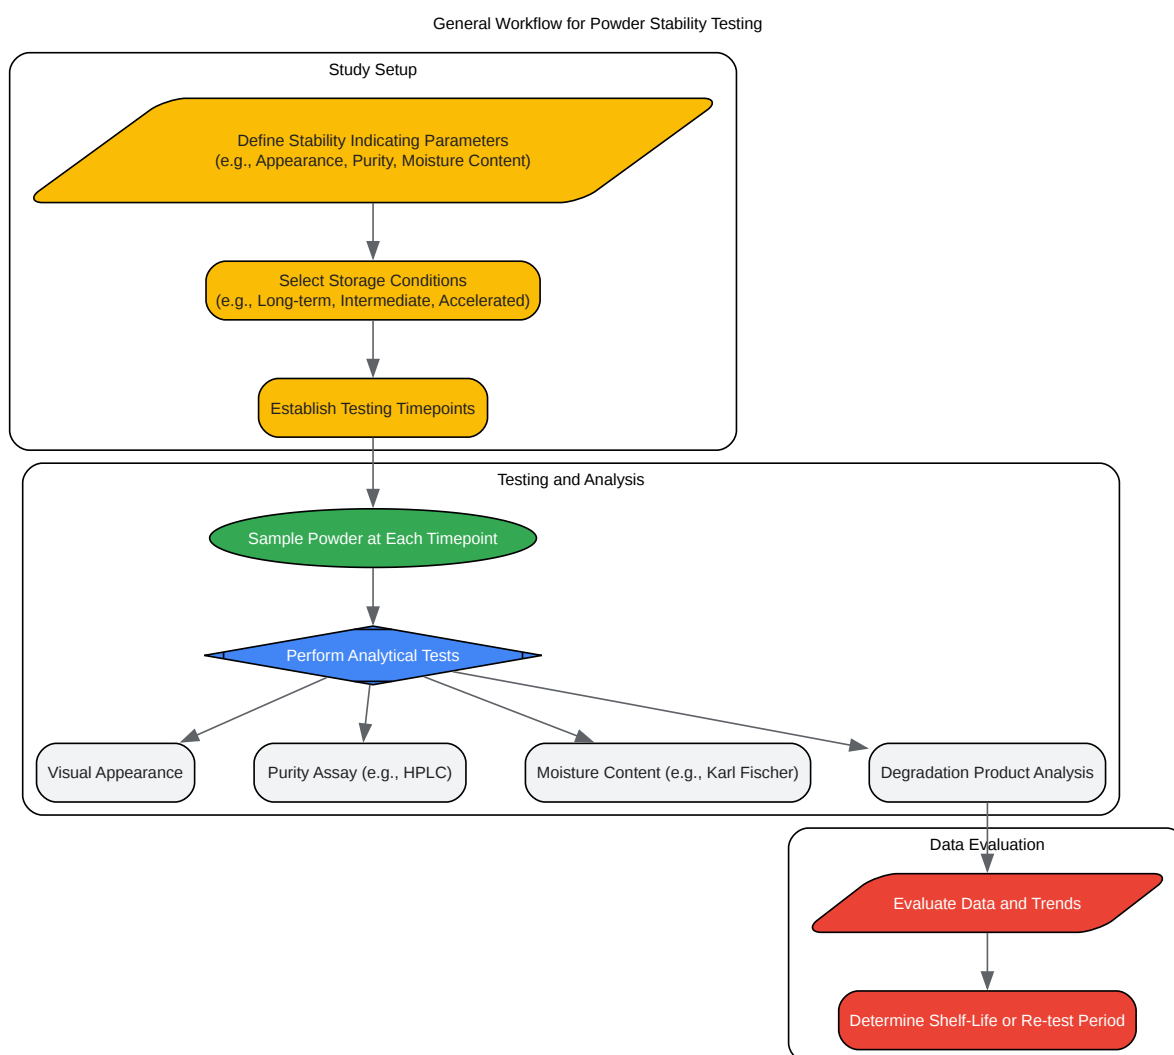 General Workflow for Powder Stability Testing
Study Setup
Define Stability Indicating Parameters
(e.g., Appearance, Purity, Moisture Content)
Select Storage Conditions
(e.g., Long-term, Intermediate, Accelerated)
Establish Testing Timepoints
Testing and Analysis
Sample Powder at Each Timepoint
Perform Analytical Tests
Visual Appearance
Purity Assay (e.g., HPLC)
Moisture Content (e.g., Karl Fischer)
Degradation Product Analysis
Data Evaluation
Evaluate Data and Trends
Determine Shelf-Life or Re-test Period